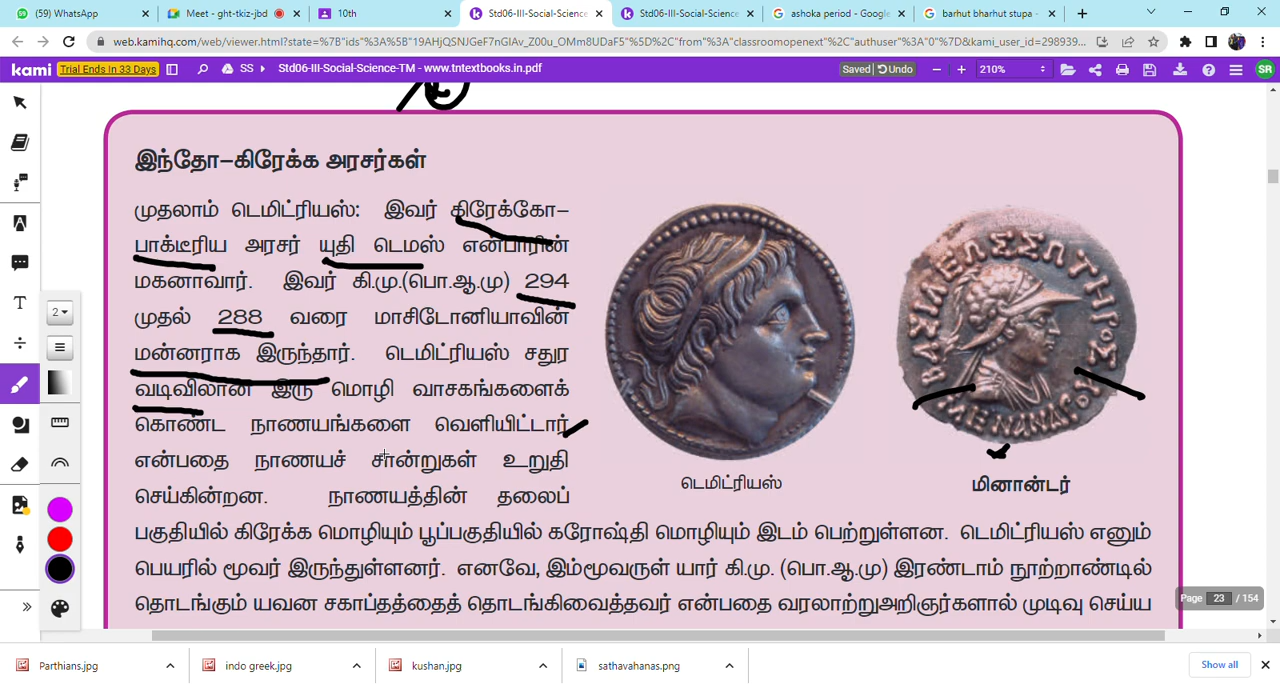 (59) WhatsApp
Meet - ght-tkiz-jbd
10th
Std06-III-Social-Science
Std06-III-Social-Science
ashoka period - Google
barhut bharhut stupa -
web.kamihq.com/web/viewer.html?state=%7B"ids"%3A%5B"19AHjQSNJGeF7nGIAv_Z00u_OMm8UDaF5"%5D%2C"from"%3A"classroomopenext"%2C"authuser"%3A"0"%7D&kami_user_id=298939...
kami
Trial Ends In 33 Days
SS
Std06-III-Social-Science-TM - www.tntextbooks.in.pdf
Saved
Undo
210%
SR
இந்தோ–கிரேக்க அரசர்கள்
முதலாம் டெமிட்ரியஸ்: இவர் கிரேக்கோ–
பாக்டீரிய அரசர் யுதி டெமஸ் என்பாரின்
மகனாவார். இவர் கி.மு.(பொ.ஆ.மு) 294
முதல் 288 வரை மாசிடோனியாவின்
மன்னராக இருந்தார். டெமிட்ரியஸ் சதுர
வடிவிலான இரு மொழி வாசகங்களைக்
கொண்ட நாணயங்களை வெளியிட்டார்
என்பதை நாணயச் சான்றுகள் உறுதி
செய்கின்றன. நாணயத்தின் தலைப்
பகுதியில் கிரேக்க மொழியும் பூப்பகுதியில் கரோஷ்தி மொழியும் இடம் பெற்றுள்ளன. டெமிட்ரியஸ் எனும்
பெயரில் மூவர் இருந்துள்ளனர். எனவே, இம்மூவருள் யார் கி.மு. (பொ.ஆ.மு) இரண்டாம் நூற்றாண்டில்
தொடங்கும் யவன சகாப்தத்தைத் தொடங்கிவைத்தவர் என்பதை வரலாற்றுஅறிஞர்களால் முடிவு செய்ய
டெமிட்ரியஸ்
மினான்டர்
2
Page 23 / 154
Parthians.jpg
indo greek.jpg
kushan.jpg
sathavahanas.png
Show all